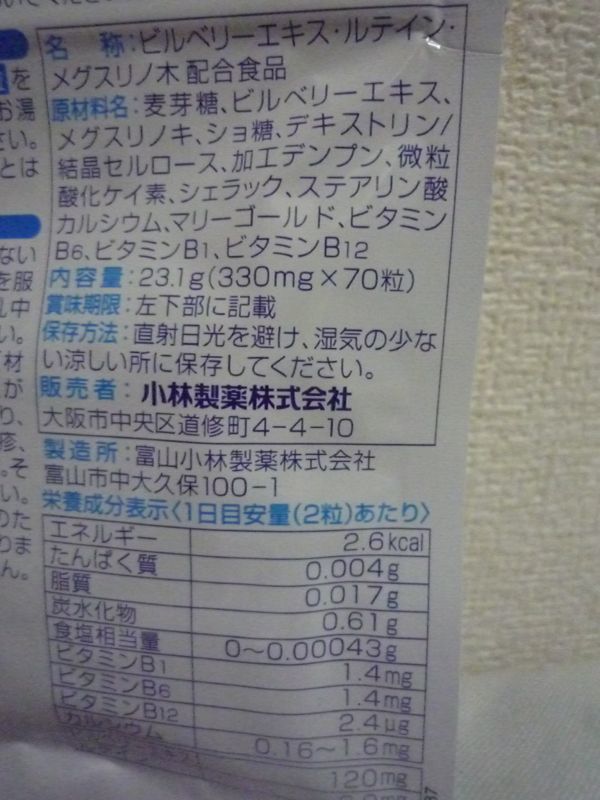 を
お湯
さい。
とは
名 称:ビルベリーエキス・ルテイン・
メグスリノ木 配合食品
原材料名:麦芽糖、ビルベリーエキス、
メグスリノキ、ショ糖、デキストリン/
結晶セルロース、加工デンプン、微粒
酸化ケイ素、シェラック、ステアリン酸
カルシウム、マリーゴールド、ビタミン
B6、ビタミンB1、ビタミンB12
内容量:23.1g(330mg×70粒)
賞味期限:左下部に記載
保存方法:直射日光を避け、湿気の少な
い涼しい所に保存してください。
販売者:小林製薬株式会社
大阪市中央区道修町4-4-10
製造所:富山小林製薬株式会社
富山市中大久保100-1
栄養成分表示〈1日目安量(2粒)あたり〉
エネルギー 2.6kcal
たんぱく質 0.004g
脂質 0.017g
炭水化物 0.61g
食塩相当量 0~0.00043g
ビタミンB1 1.4mg
ビタミンB6 1.4mg
ビタミンB12 2.4μg
カルシウム 0.16~1.6mg
120mg